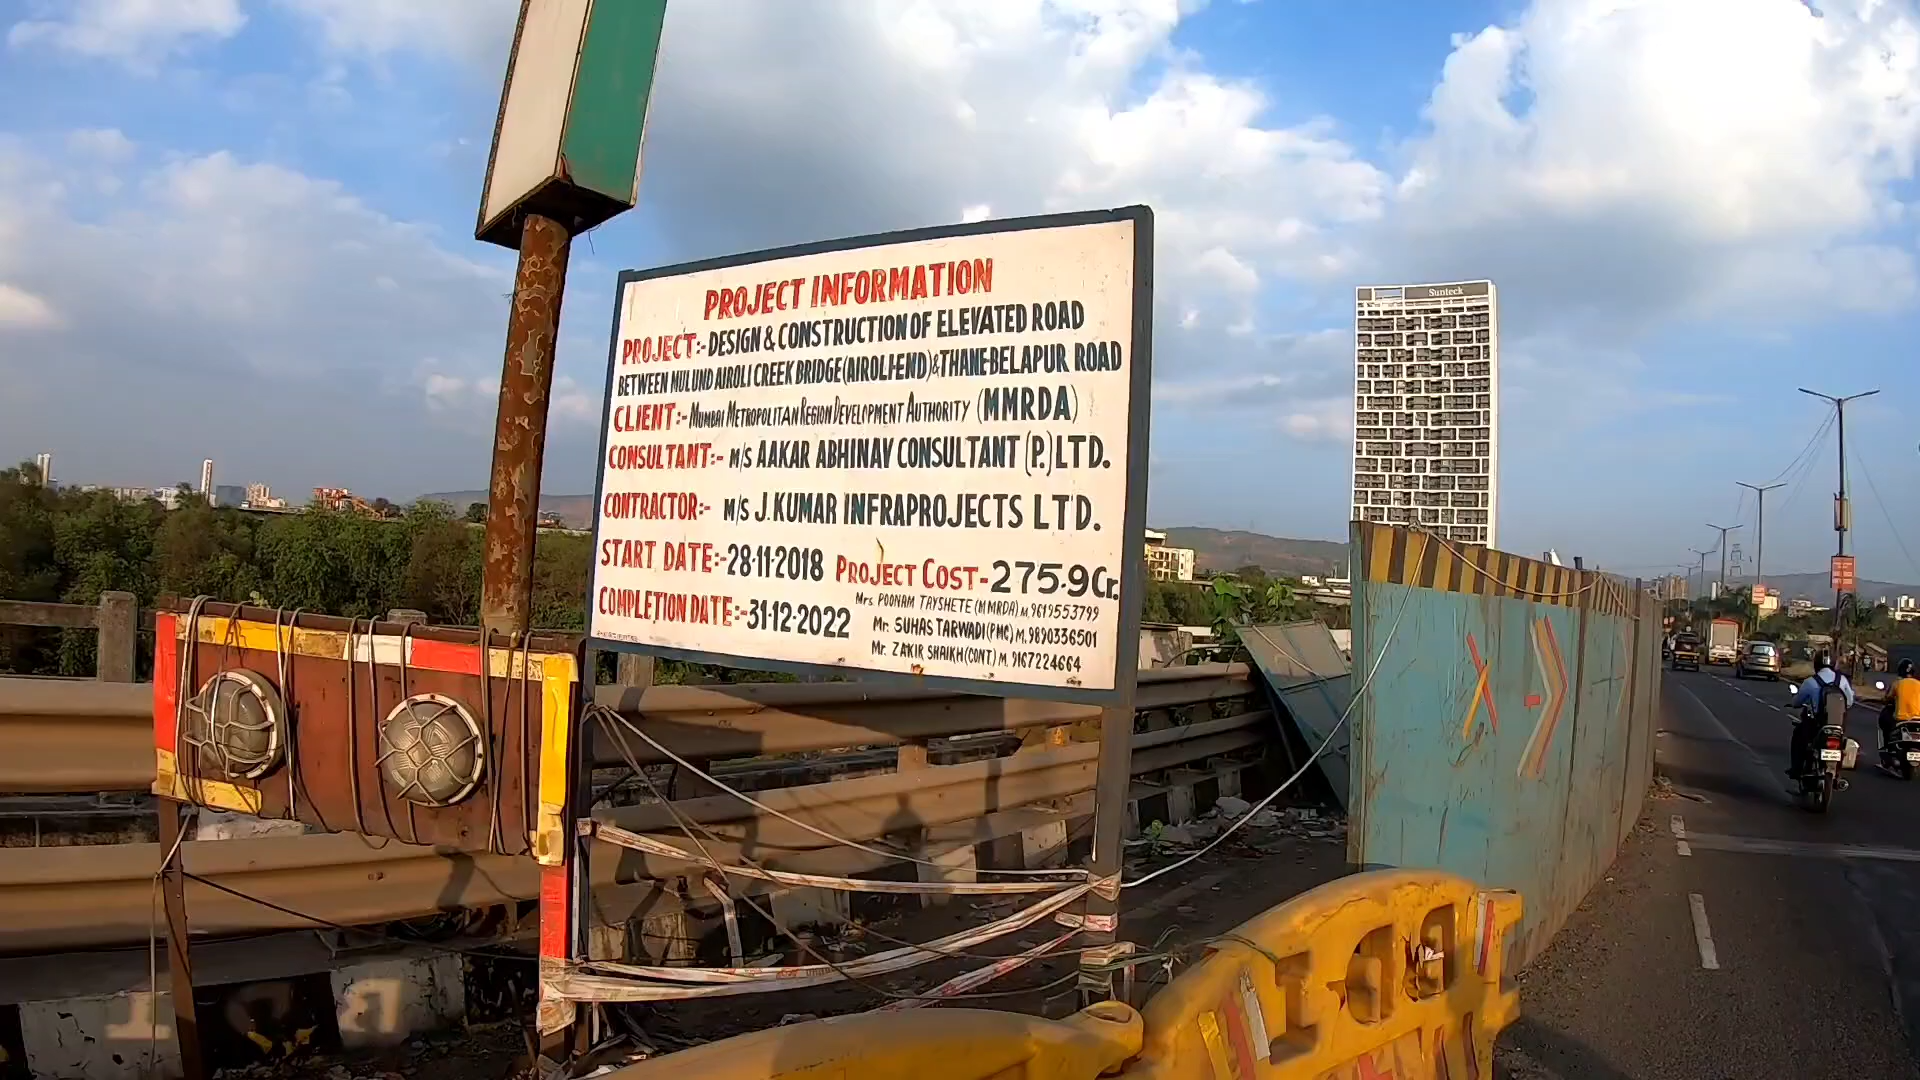 PROJECT INFORMATION
PROJECT:- DESIGN & CONSTRUCTION OF ELEVATED ROAD
BETWEEN MULUND AIROLI CREEK BRIDGE (AIROLI-END) & THANE-BELAPUR ROAD
CLIENT:- MUMBAI METROPOLITAN REGION DEVELOPMENT AUTHORITY (MMRDA)
CONSULTANT:- M/S AAKAR ABHINAV CONSULTANT (P.) LTD.
CONTRACTOR:- M/S J. KUMAR INFRAPROJECTS LTD.
START DATE:- 28-11-2018 PROJECT COST- 275.9 Cr.
COMPLETION DATE:- 31-12-2022
Mrs. POONAM TAYSHETE (MMRDA) M. 9619553799
Mr. SUHAS TARWADI (PMC) M. 9890336501
Mr. ZAKIR SHAIKH (CONT.) M. 9167224664
Sunteck